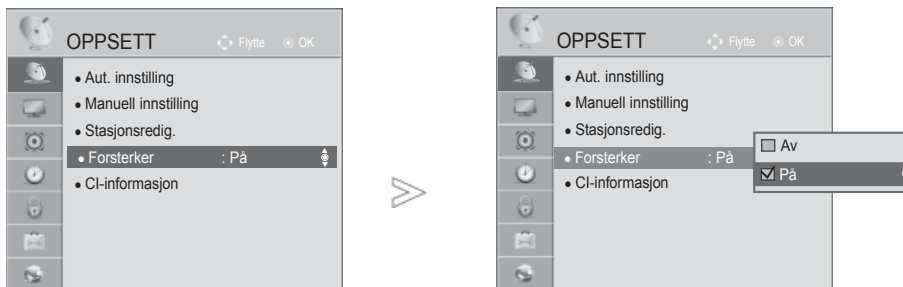 OPPSETT Flytte OK
• Aut. innstilling
• Manuell innstilling
• Stasjonsredig.
• Forsterker : På
• CI-informasjon
OPPSETT Flytte OK
• Aut. innstilling
• Manuell innstilling
• Stasjonsredig.
• Forsterker : På
• CI-informasjon
Av
På